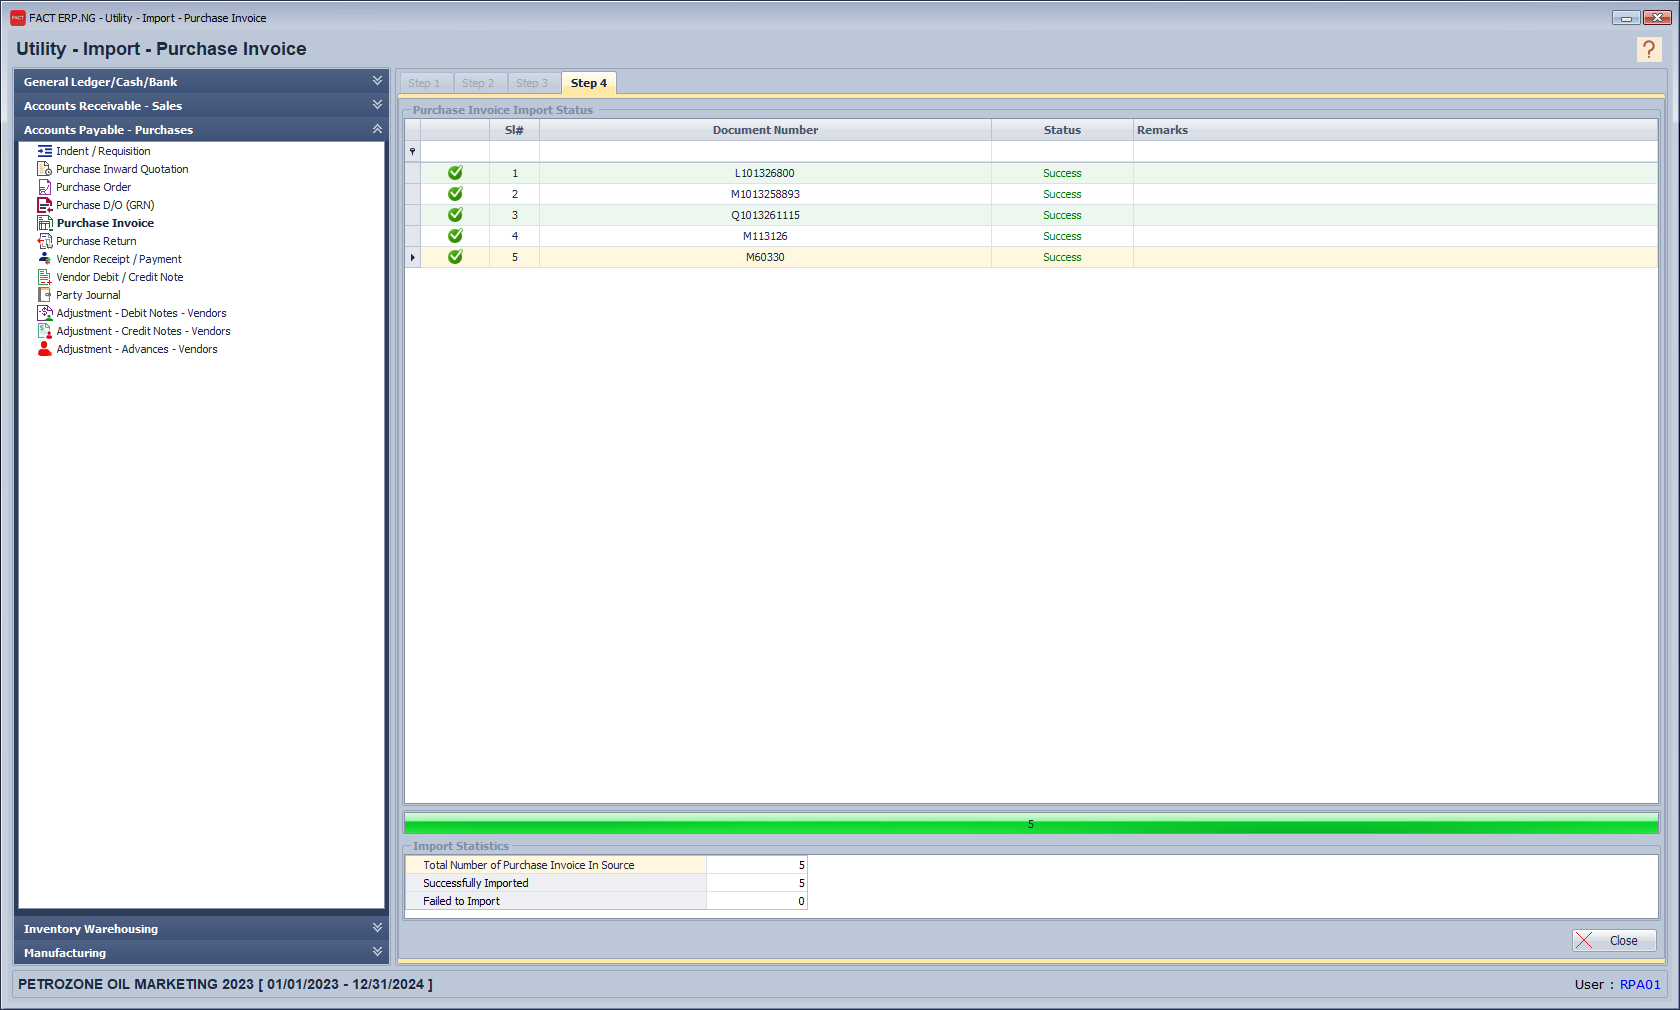 FACT FACT ERP.NG - Utility - Import - Purchase Invoice
Utility - Import - Purchase Invoice
?
General Ledger/Cash/Bank
Accounts Receivable - Sales
Accounts Payable - Purchases
Indent / Requisition
Purchase Inward Quotation
Purchase Order
Purchase D/O (GRN)
Purchase Invoice
Purchase Return
Vendor Receipt / Payment
Vendor Debit / Credit Note
Party Journal
Adjustment - Debit Notes - Vendors
Adjustment - Credit Notes - Vendors
Adjustment - Advances - Vendors
Inventory Warehousing
Manufacturing
Step 1 Step 2 Step 3 Step 4
Purchase Invoice Import Status
Sl# Document Number Status Remarks
1 L101326800 Success
2 M1013258893 Success
3 Q1013261115 Success
4 M113126 Success
5 M60330 Success
5
Import Statistics
Total Number of Purchase Invoice In Source 5
Successfully Imported 5
Failed to Import 0
Close
PETROZONE OIL MARKETING 2023 [ 01/01/2023 - 12/31/2024 ] User : RPA01